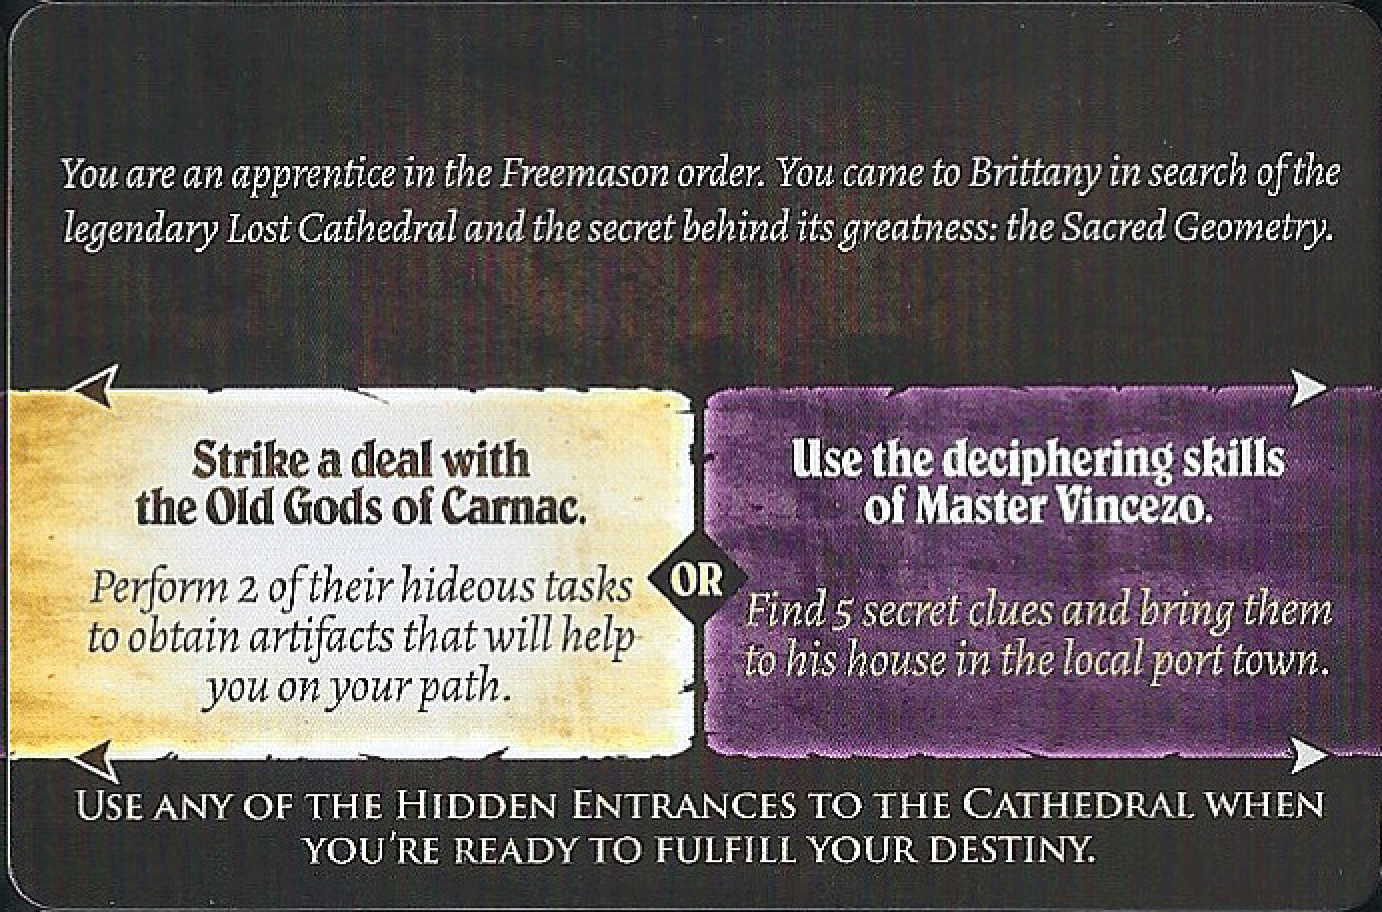 You are an apprentice in the Freemason order. You came to Brittany in search of the
legendary Lost Cathedral and the secret behind its greatness: the Sacred Geometry.
Strike a deal with
the Old Gods of Carnac.
Perform 2 of their hideous tasks
to obtain artifacts that will help
you on your path.
OR
Use the deciphering skills
of Master Vincezo.
Find 5 secret clues and bring them
to his house in the local port town.
USE ANY OF THE HIDDEN ENTRANCES TO THE CATHEDRAL WHEN
YOU'RE READY TO FULFILL YOUR DESTINY.